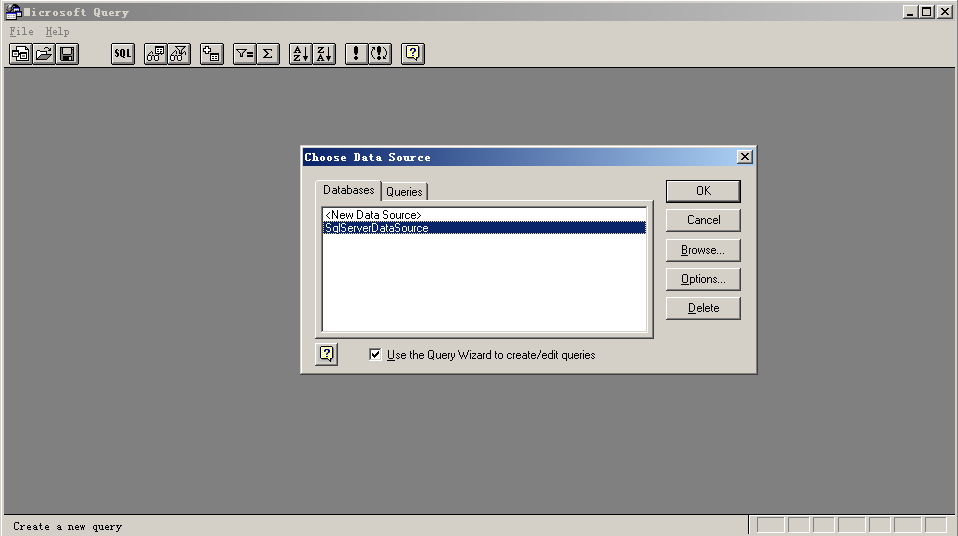 Microsoft Query
File Help
SQL
Choose Data Source
Databases Queries
<New Data Source>
SqlServerDataSource
OK
Cancel
Browse...
Options...
Delete
Use the Query Wizard to create/edit queries
Create a new query